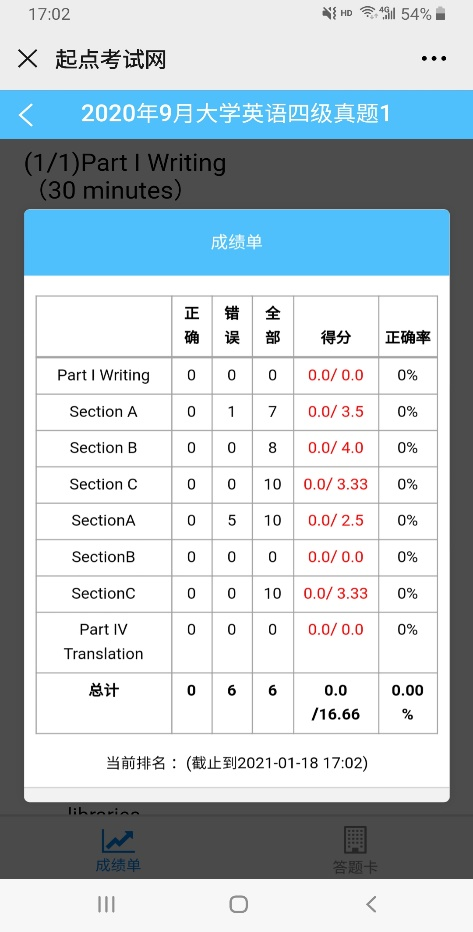 17:02 HD 4G 54%
起点考试网
2020年9月大学英语四级真题1
(1/1)Part I Writing
（30 minutes）
成绩单
正确 错误 全部 得分 正确率
Part I Writing 0 0 0 0.0/ 0.0 0%
Section A 0 1 7 0.0/ 3.5 0%
Section B 0 0 8 0.0/ 4.0 0%
Section C 0 0 10 0.0/ 3.33 0%
SectionA 0 5 10 0.0/ 2.5 0%
SectionB 0 0 0 0.0/ 0.0 0%
SectionC 0 0 10 0.0/ 3.33 0%
Part IV Translation 0 0 0 0.0/ 0.0 0%
总计 0 6 6 0.0 /16.66 0.00 %
当前排名： (截止到2021-01-18 17:02)
libraries
成绩单 答题卡